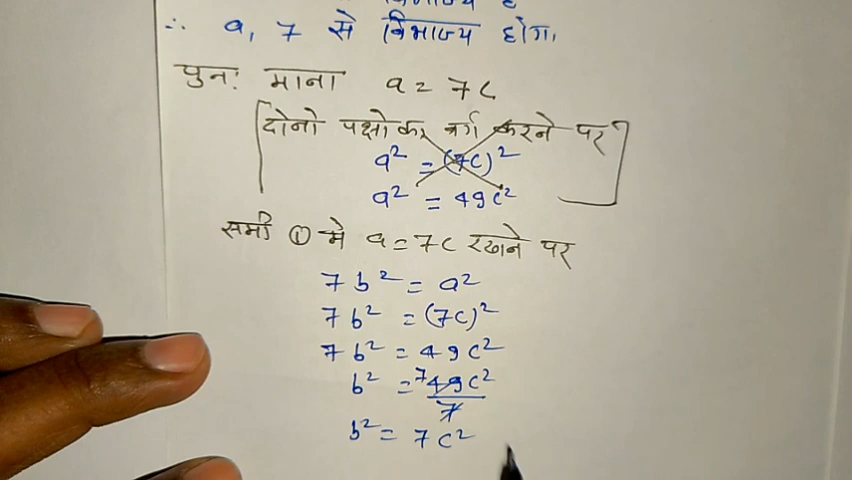 विभाज्य है
∴ a, 7 से विभाज्य होगा.
पुनः माना a = 7c
दोनो पक्षो का वर्ग करने पर
a² = (7c)²
a² = 49c²
समी ① मे a = 7c रखने पर
7b² = a²
7b² = (7c)²
7b² = 49c²
b² = 7 49c² / 7
b² = 7c²